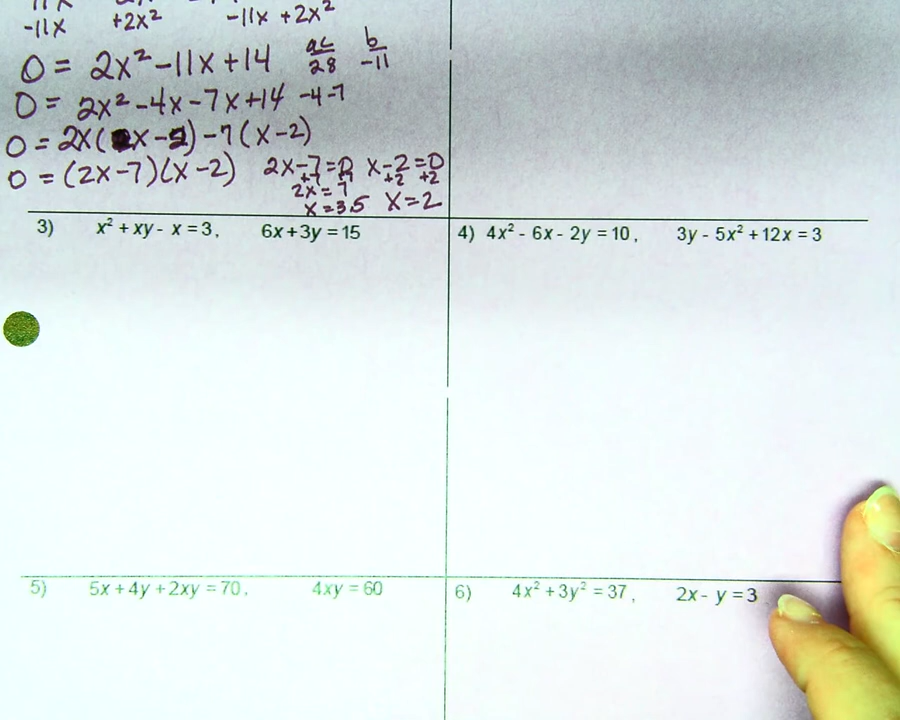 -11x +2x² -11x +2x²
0 = 2x² -11x +14 ac/28 b/-11
0 = 2x² -4x -7x +14 -4 -7
0 = 2x( x - 2) -7(x-2)
0 = (2x-7)(x-2) 2x-7=0 x-2=0
+7 +7 +2 +2
2x = 7
x = 3.5 x = 2
3) x² + xy - x = 3, 6x + 3y = 15
4) 4x² - 6x - 2y = 10, 3y - 5x² + 12x = 3
5) 5x + 4y + 2xy = 70, 4xy = 60
6) 4x² + 3y² = 37, 2x - y = 3